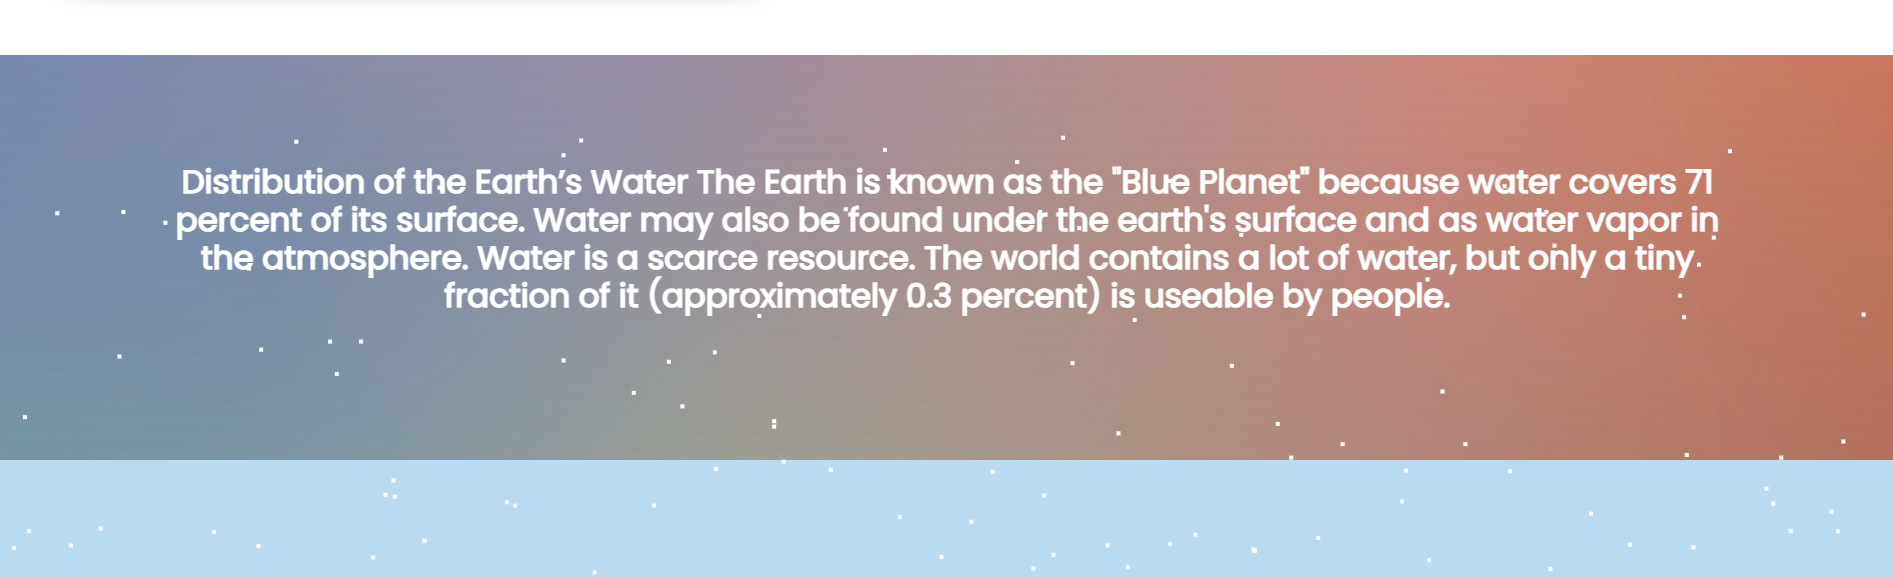 Distribution of the Earth’s Water The Earth is known as the "Blue Planet" because water covers 71
percent of its surface. Water may also be found under the earth's surface and as water vapor in
the atmosphere. Water is a scarce resource. The world contains a lot of water, but only a tiny
fraction of it (approximately 0.3 percent) is useable by people.